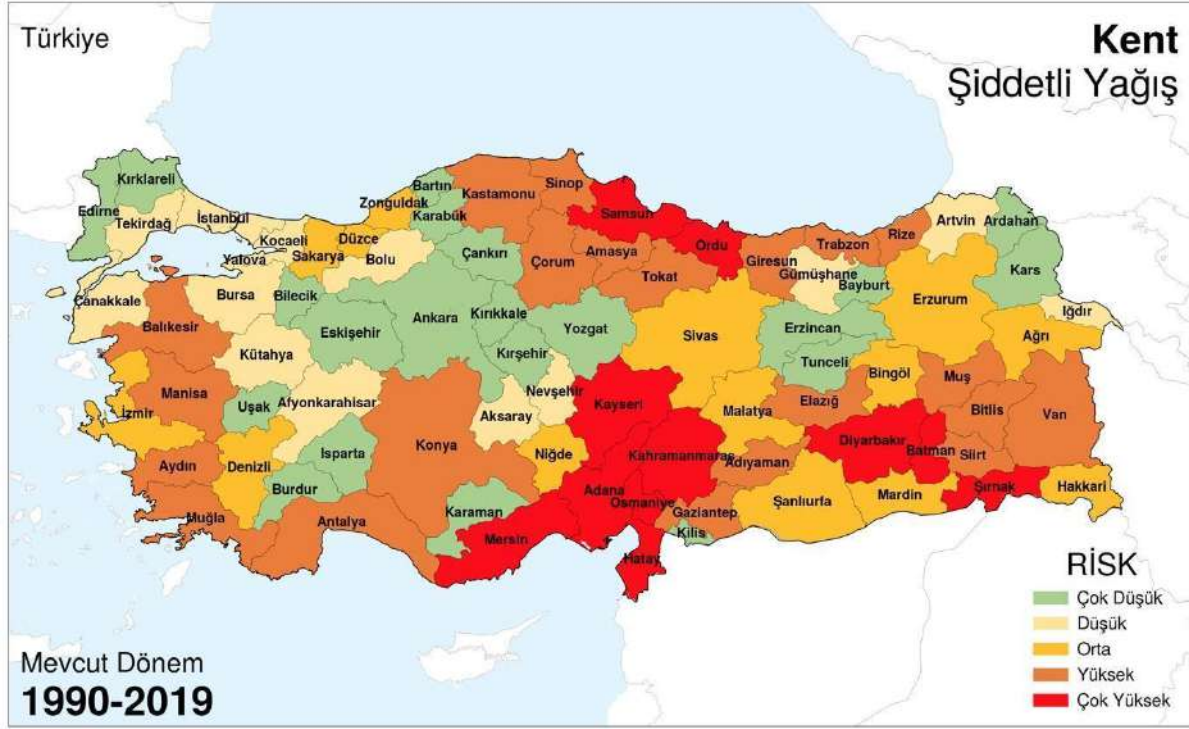 Türkiye
Kent
Şiddetli Yağış
Kırklareli
Edirne
Tekirdağ
İstanbul
Kocaeli
Yalova
Sakarya
Düzce
Zonguldak
Bartın
Karabük
Kastamonu
Sinop
Samsun
Ordu
Giresun
Trabzon
Rize
Artvin
Ardahan
Kars
Iğdır
Çanakkale
Bursa
Bilecik
Bolu
Çankırı
Çorum
Amasya
Tokat
Gümüşhane
Bayburt
Erzurum
Ağrı
Balıkesir
Kütahya
Eskişehir
Ankara
Kırıkkale
Kırşehir
Yozgat
Sivas
Erzincan
Tunceli
Bingöl
Muş
Bitlis
Van
Manisa
İzmir
Uşak
Afyonkarahisar
Aksaray
Nevşehir
Kayseri
Malatya
Elazığ
Diyarbakır
Batman
Siirt
Şırnak
Hakkari
Aydın
Denizli
Isparta
Burdur
Konya
Niğde
Kahramanmaraş
Adıyaman
Şanlıurfa
Mardin
Muğla
Antalya
Karaman
Mersin
Adana
Osmaniye
Gaziantep
Kilis
Hatay
RİSK
Çok Düşük
Düşük
Orta
Yüksek
Çok Yüksek
Mevcut Dönem
1990-2019